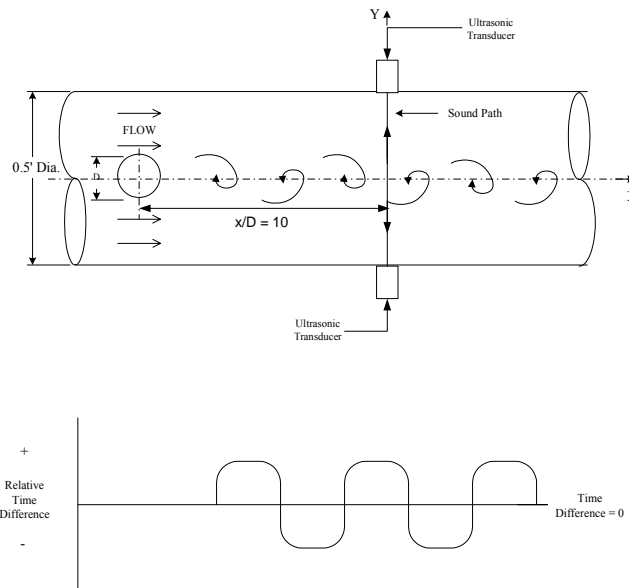 Y
Ultrasonic
Transducer
Sound Path
FLOW
0.5' Dia.
D
x/D = 10
Ultrasonic
Transducer
+
Relative
Time
Difference
-
Time
Difference = 0